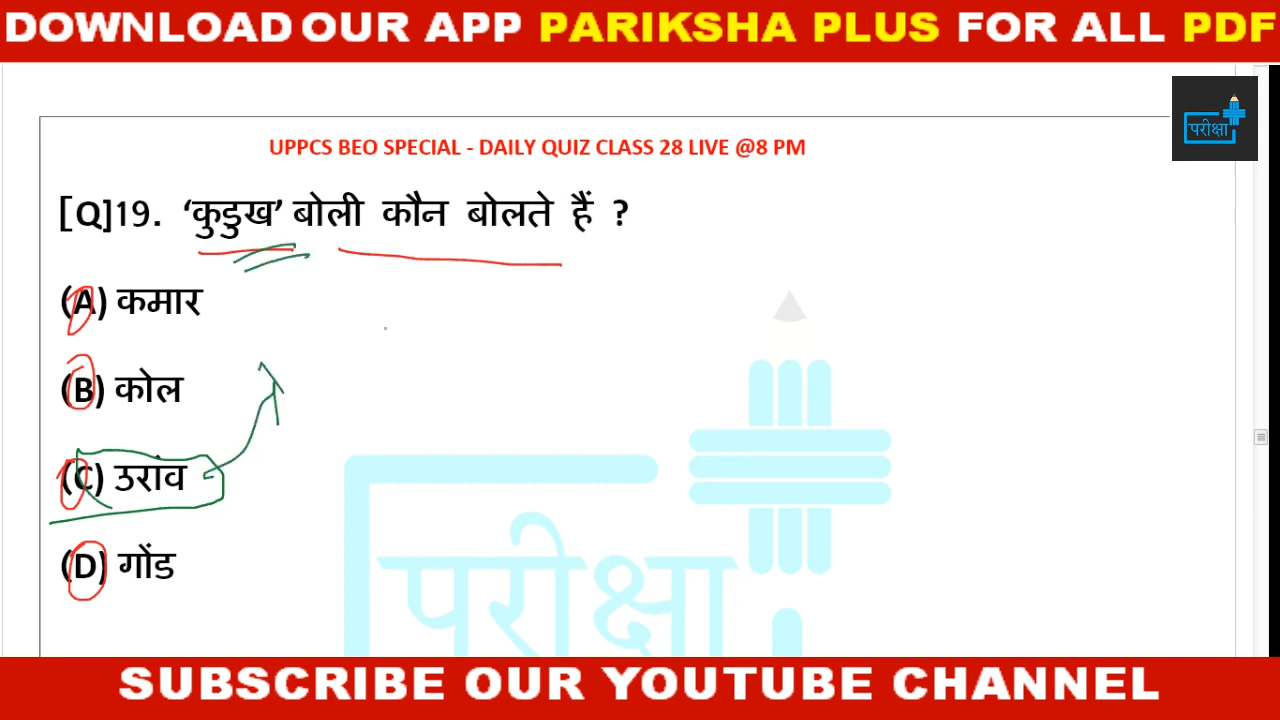 DOWNLOAD OUR APP PARIKSHA PLUS FOR ALL PDF
परीक्षा
UPPCS BEO SPECIAL - DAILY QUIZ CLASS 28 LIVE @8 PM
[Q]19. ‘कुडुख’ बोली कौन बोलते हैं ?
(A) कमार
(B) कोल
(C) उरांव
(D) गोंड
परीक्षा
SUBSCRIBE OUR YOUTUBE CHANNEL